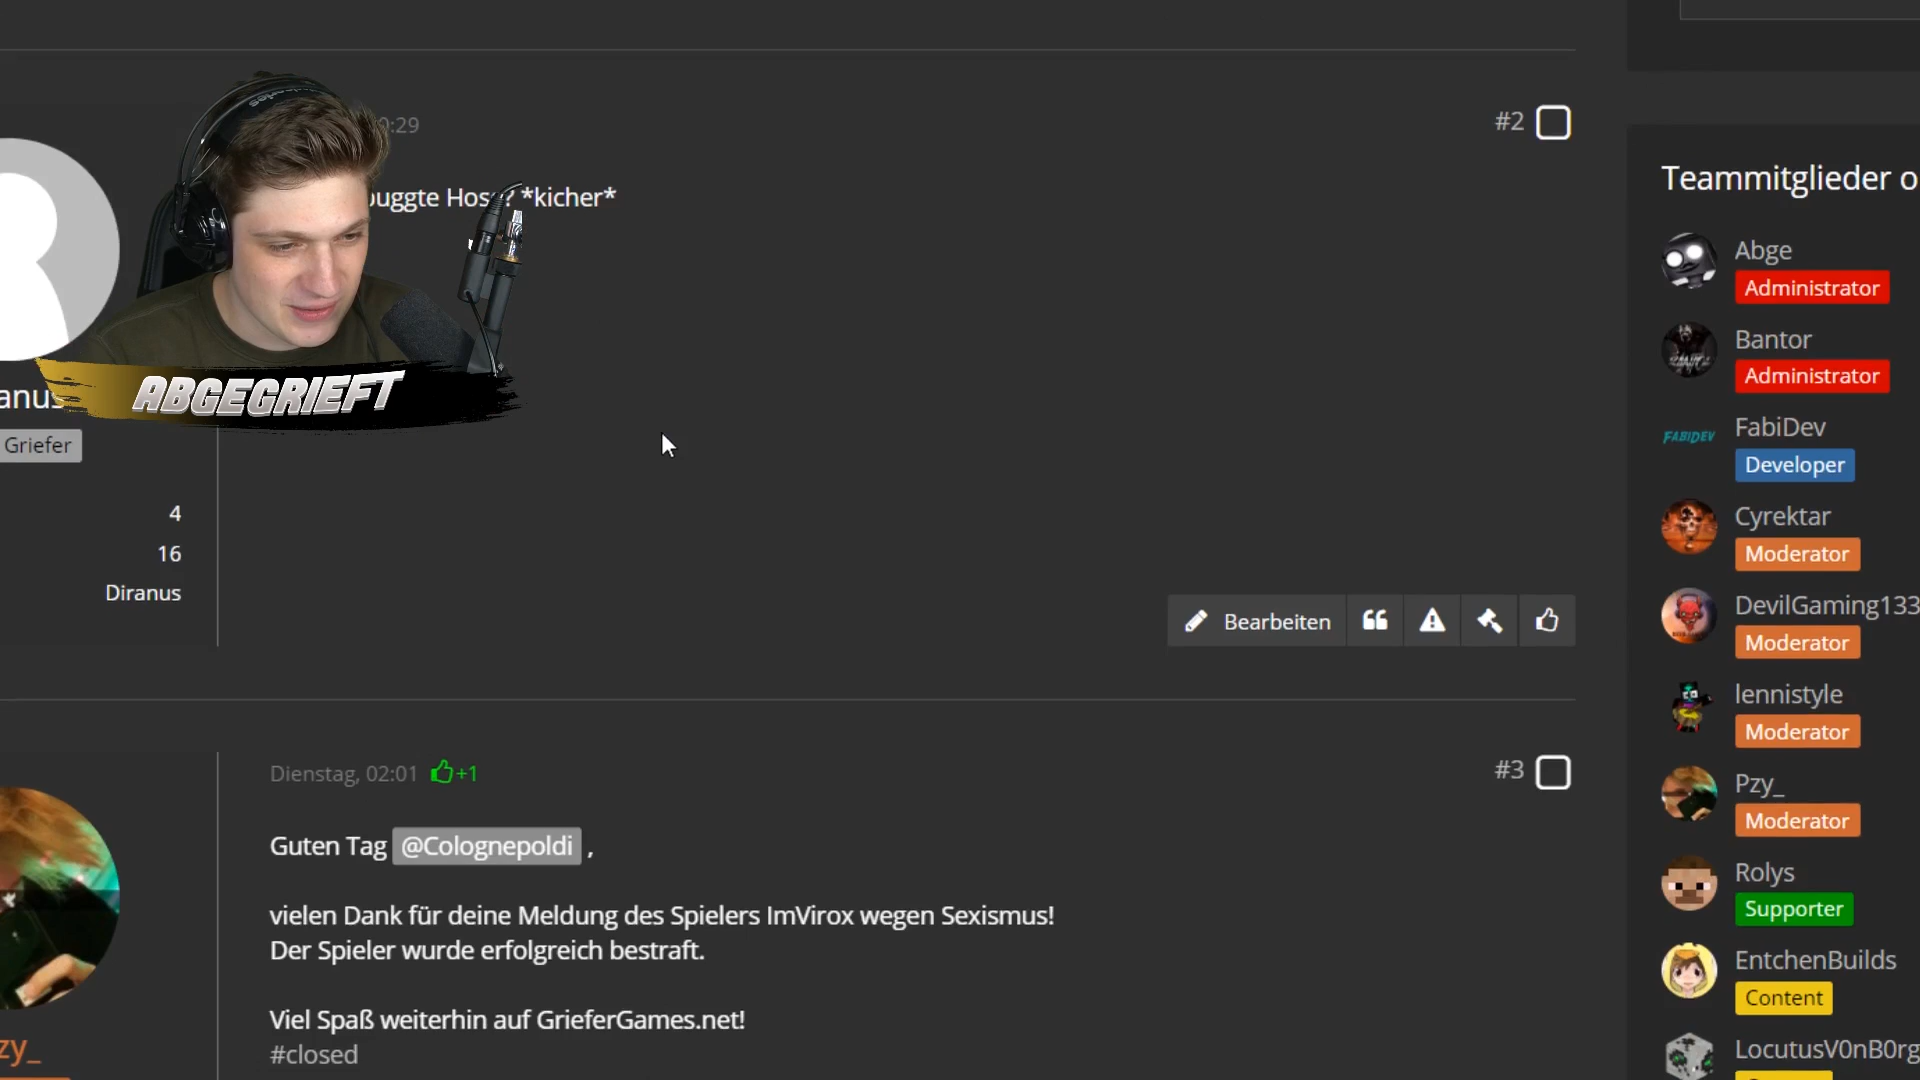 0:29
#2
buggte Hose? *kicher*
ABGEGRIEFT
anus
Griefer
4
16
Diranus
Bearbeiten
Dienstag, 02:01 +1
#3
Guten Tag @Colognepoldi ,
vielen Dank für deine Meldung des Spielers ImVirox wegen Sexismus!
Der Spieler wurde erfolgreich bestraft.
Viel Spaß weiterhin auf GrieferGames.net!
#closed
zy_
Teammitglieder o
Abge
Administrator
Bantor
Administrator
FABIDEV
FabiDev
Developer
Cyrektar
Moderator
DevilGaming133
Moderator
lennistyle
Moderator
Pzy_
Moderator
Rolys
Supporter
EntchenBuilds
Content
LocutusV0nB0rg